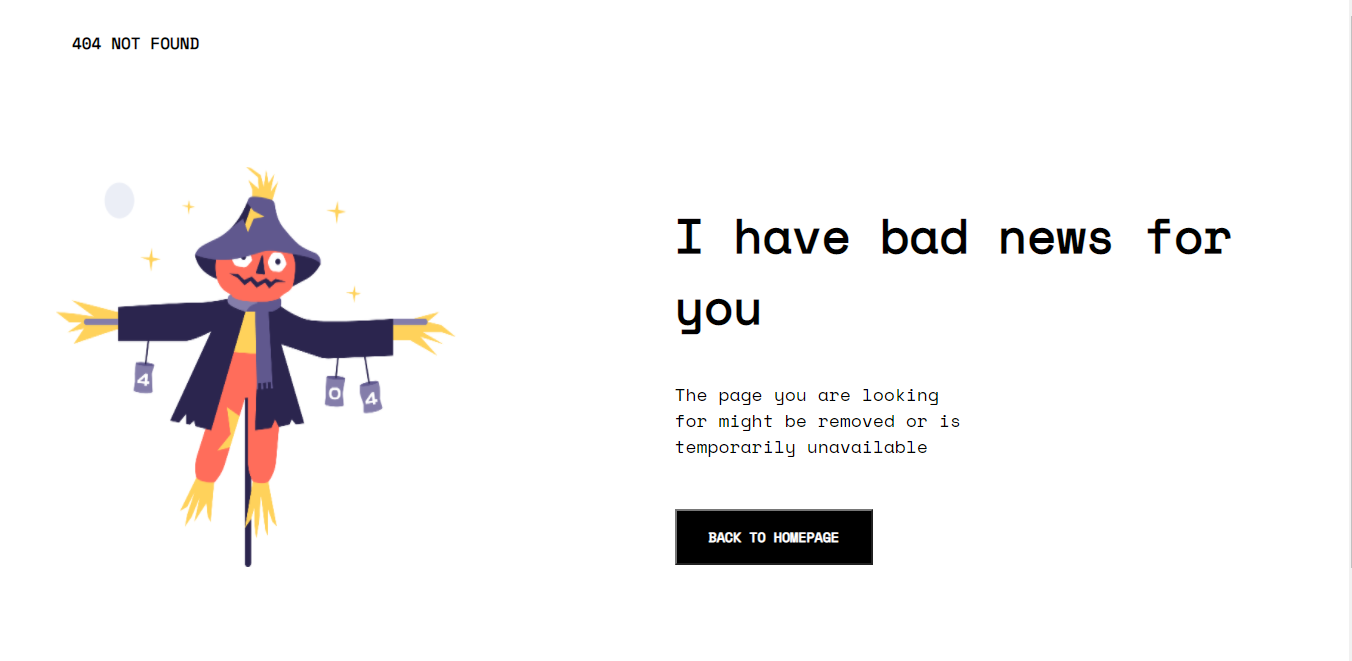 404 NOT FOUND
4
0
4
I have bad news for
you
The page you are looking
for might be removed or is
temporarily unavailable
BACK TO HOMEPAGE